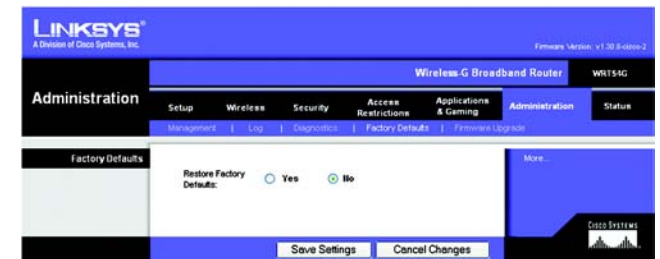 LINKSYS®
A Division of Cisco Systems, Inc.
Firmware Version: v1.30.8-cisco-2
Wireless-G Broadband Router WRT54G
Administration
Setup Wireless Security Access Restrictions Applications & Gaming Administration Status
Management | Log | Diagnostics | Factory Defaults | Firmware Upgrade
Factory Defaults
Restore Factory Defaults: Yes No
More...
CISCO SYSTEMS
Save Settings Cancel Changes